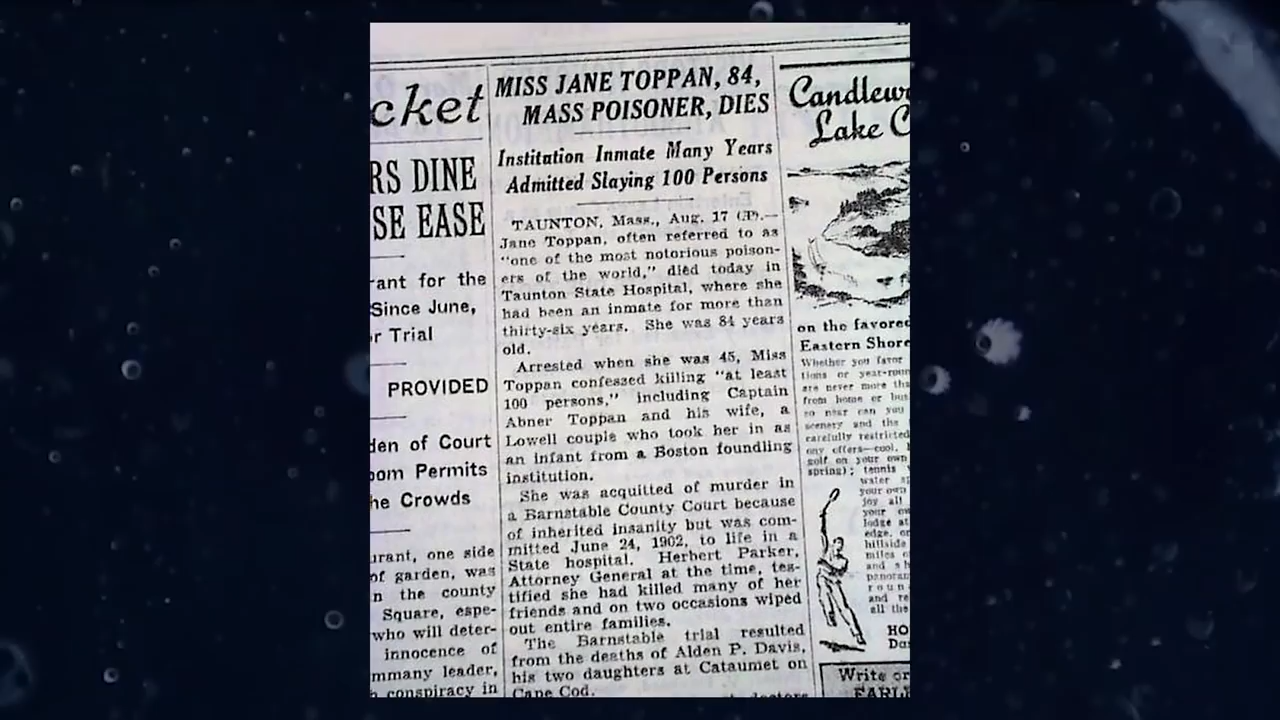 cket
RS DINE
SE EASE
rant for the
Since June,
r Trial
PROVIDED
den of Court
oom Permits
he Crowds
urant, one side
of garden, was
n the county
Square, espe-
who will deter-
innocence of
mmany leader,
conspiracy in
MISS JANE TOPPAN, 84,
MASS POISONER, DIES
Institution Inmate Many Years
Admitted Slaying 100 Persons
TAUNTON, Mass., Aug. 17 (AP).—
Jane Toppan, often referred to as
"one of the most notorious poison-
ers of the world," died today in
Taunton State Hospital, where she
had been an inmate for more than
thirty-six years. She was 84 years
old.
Arrested when she was 45, Miss
Toppan confessed killing "at least
100 persons," including Captain
Abner Toppan and his wife, a
Lowell couple who took her in as
an infant from a Boston foundling
institution.
She was acquitted of murder in
a Barnstable County Court because
of inherited insanity but was com-
mitted June 24, 1902, to life in a
State hospital. Herbert Parker,
Attorney General at the time, tes-
tified she had killed many of her
friends and on two occasions wiped
out entire families.
The Barnstable trial resulted
from the deaths of Alden P. Davis,
his two daughters at Cataumet on
Cape Cod.
doctors
Candlew
Lake C
on the favored
Eastern Shore
Whether you favor
tions or year-roun
are never more tha
from home or bus
so near can you
scenery and the
carefully restricted
ony offers—cool,
golf on your own
spring); tennis
water sp
your own
joy all
your ow
lodge at
edge, or
hillside
miles o
and sh
panoram
roun
and re
all the
HO
Da
Write or
EARLE